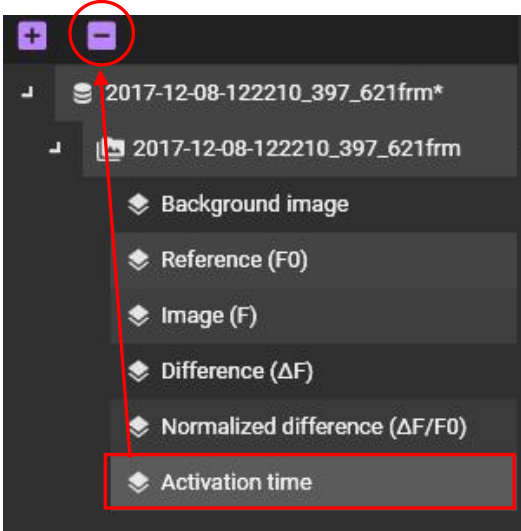 2017-12-08-122210_397_621frm*
2017-12-08-122210_397_621frm
Background image
Reference (F0)
Image (F)
Difference (ΔF)
Normalized difference (ΔF/F0)
Activation time